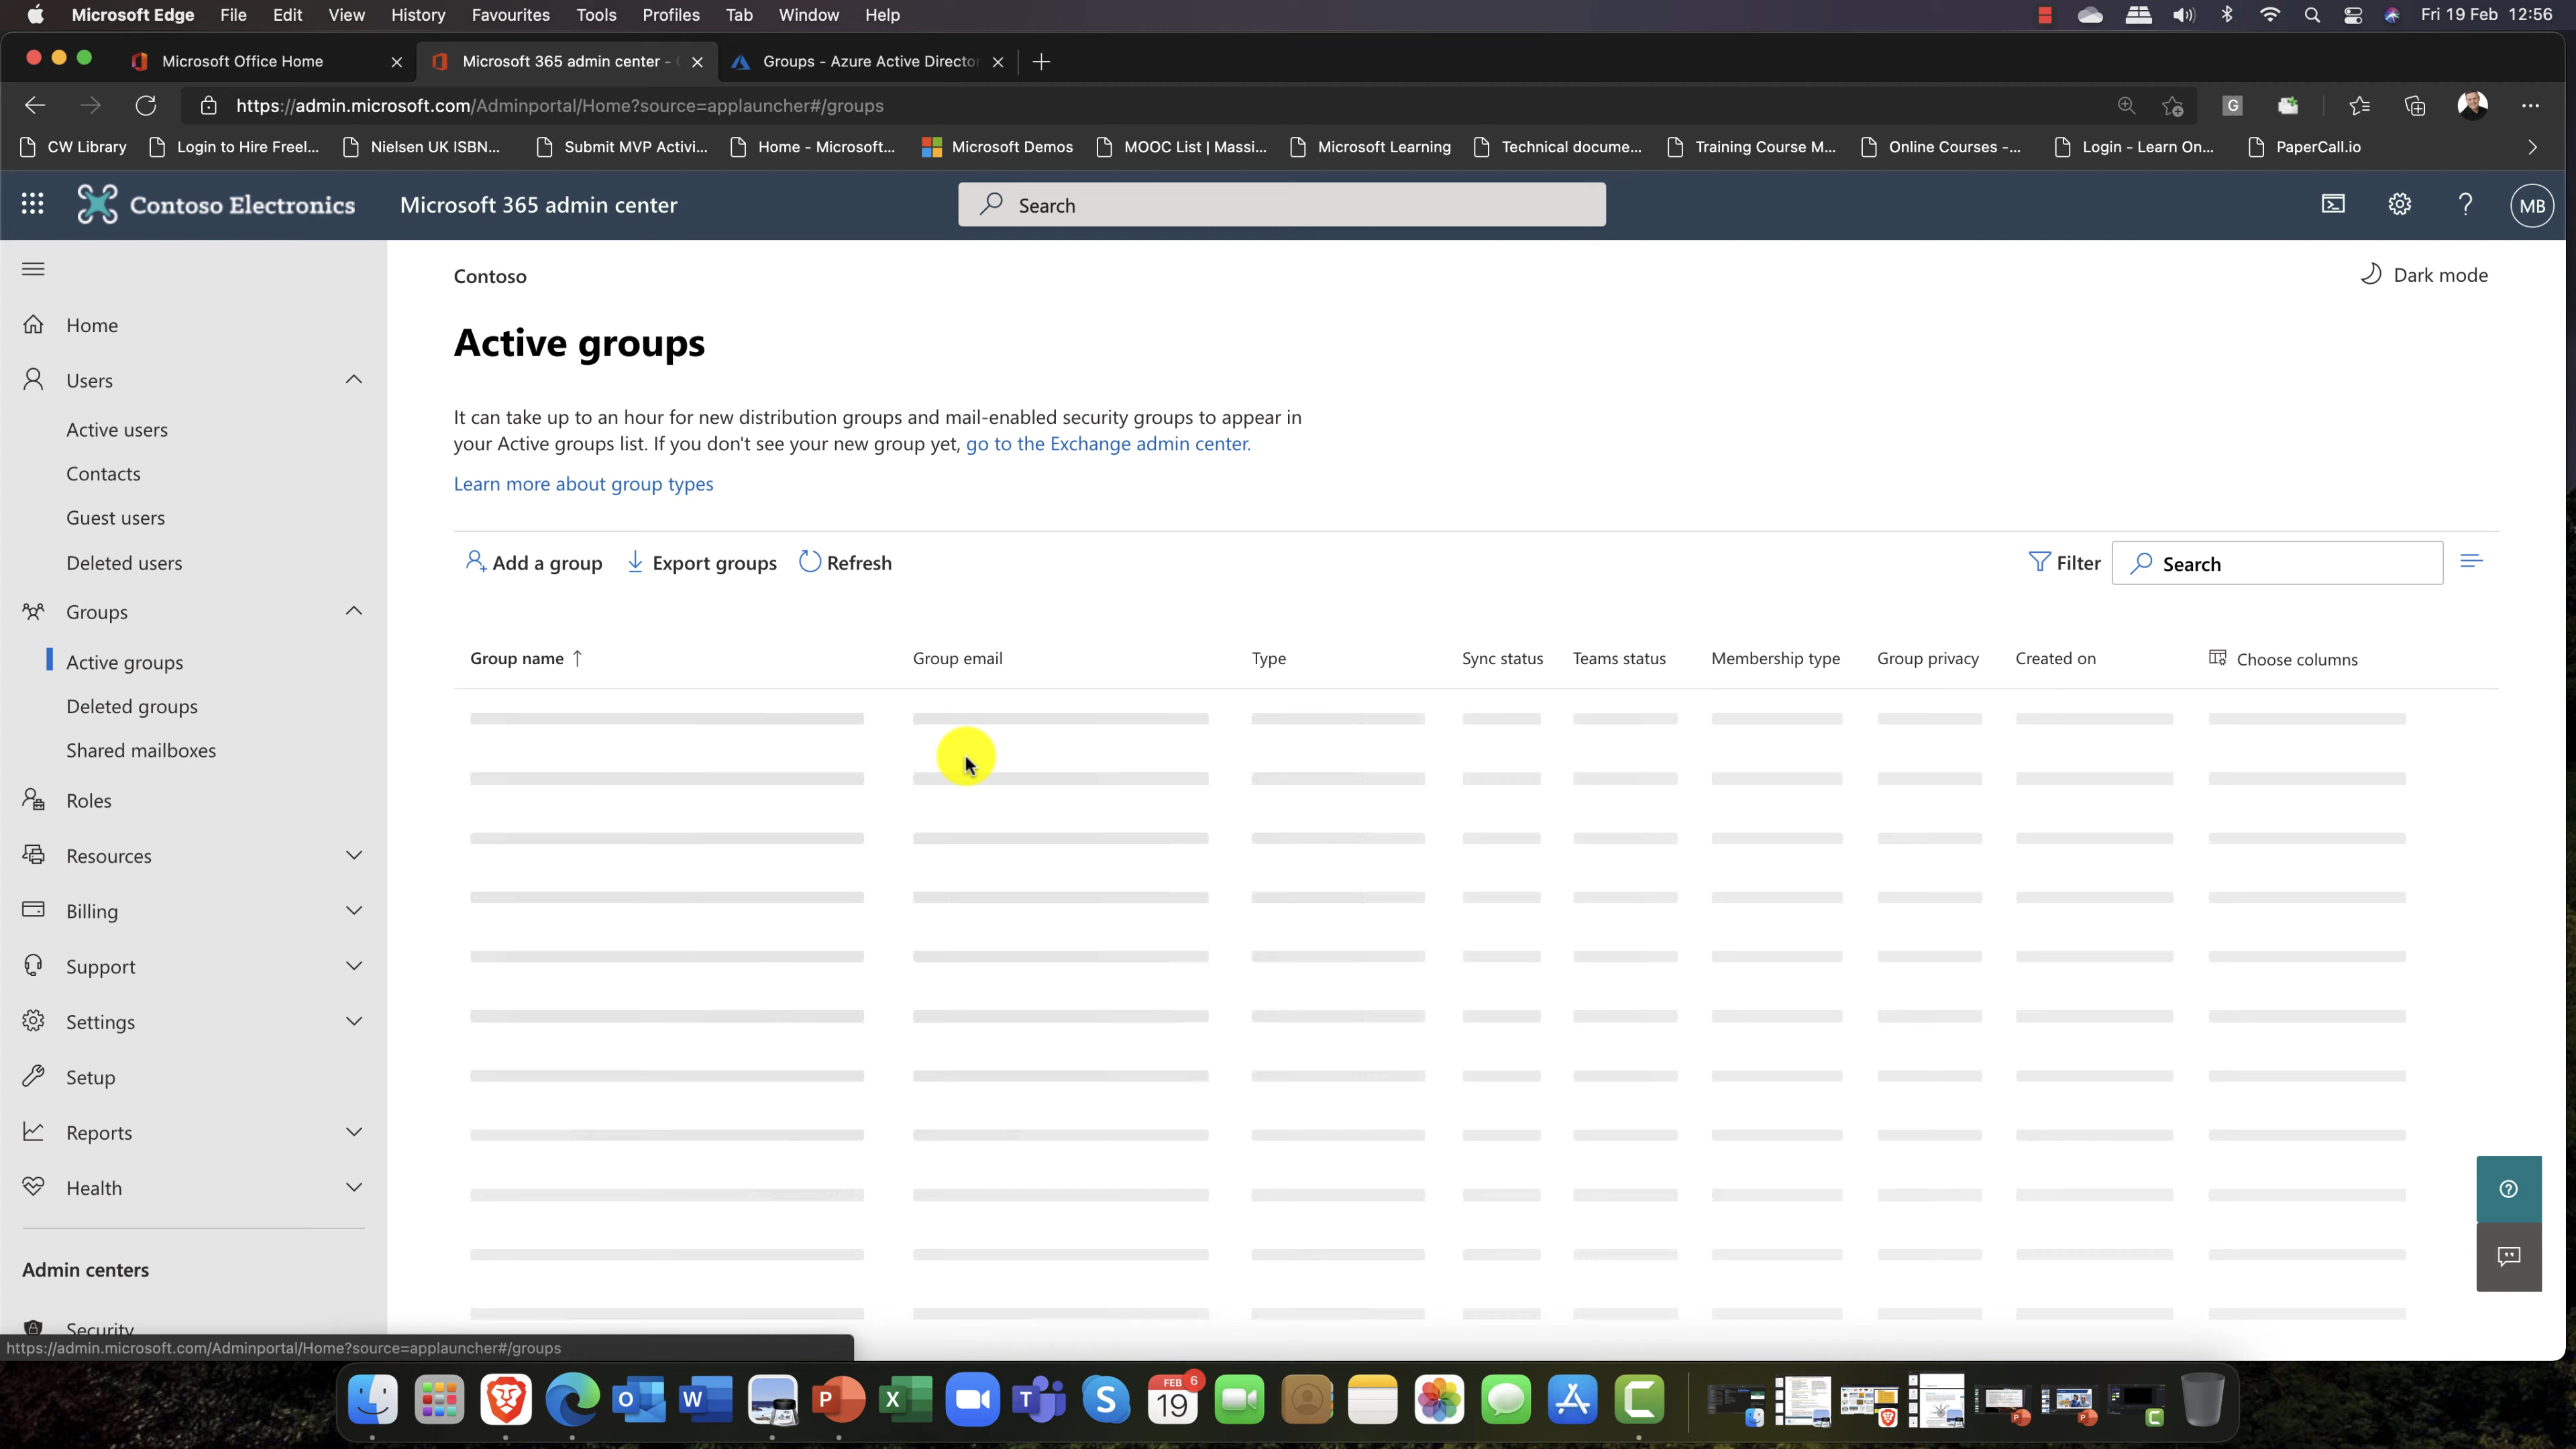 Microsoft Edge File Edit View History Favourites Tools Profiles Tab Window Help Fri 19 Feb 12:56
Microsoft Office Home
Microsoft 365 admin center -
Groups - Azure Active Director
https://admin.microsoft.com/Adminportal/Home?source=applauncher#/groups
G
CW Library
Login to Hire Freel...
Nielsen UK ISBN...
Submit MVP Activi...
Home - Microsoft...
Microsoft Demos
MOOC List | Massi...
Microsoft Learning
Technical docume...
Training Course M...
Online Courses -...
Login - Learn On...
PaperCall.io
Contoso Electronics
Microsoft 365 admin center
Search
MB
Home
Users
Active users
Contacts
Guest users
Deleted users
Groups
Active groups
Deleted groups
Shared mailboxes
Roles
Resources
Billing
Support
Settings
Setup
Reports
Health
Admin centers
Security
https://admin.microsoft.com/Adminportal/Home?source=applauncher#/groups
Contoso
Dark mode
Active groups
It can take up to an hour for new distribution groups and mail-enabled security groups to appear in
your Active groups list. If you don't see your new group yet, go to the Exchange admin center.
Learn more about group types
Add a group
Export groups
Refresh
Filter
Search
Group name ↑ Group email Type Sync status Teams status Membership type Group privacy Created on Choose columns
O
W
P
X
T
S
FEB 6
19
C